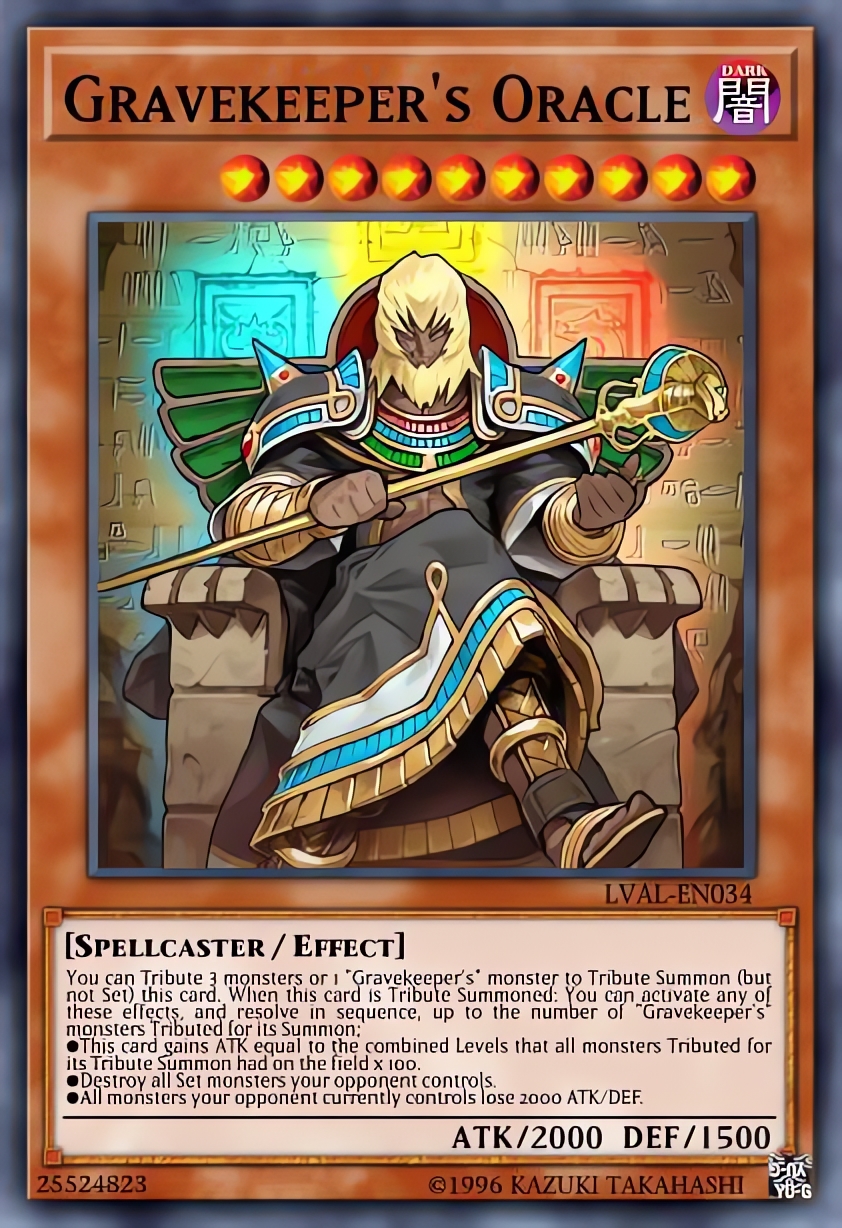 GRAVEKEEPER'S ORACLE
DARK
闇
LVAL-EN034
[SPELLCASTER / EFFECT]
You can Tribute 3 monsters or 1 "Gravekeeper's" monster to Tribute Summon (but
not Set) this card. When this card is Tribute Summoned: You can activate any of
these effects, and resolve in sequence, up to the number of "Gravekeeper's"
monsters Tributed for its Summon;
●This card gains ATK equal to the combined Levels that all monsters Tributed for
its Tribute Summon had on the field x 100.
●Destroy all Set monsters your opponent controls.
●All monsters your opponent currently controls lose 2000 ATK/DEF.
ATK/2000 DEF/1500
25524823
©1996 KAZUKI TAKAHASHI